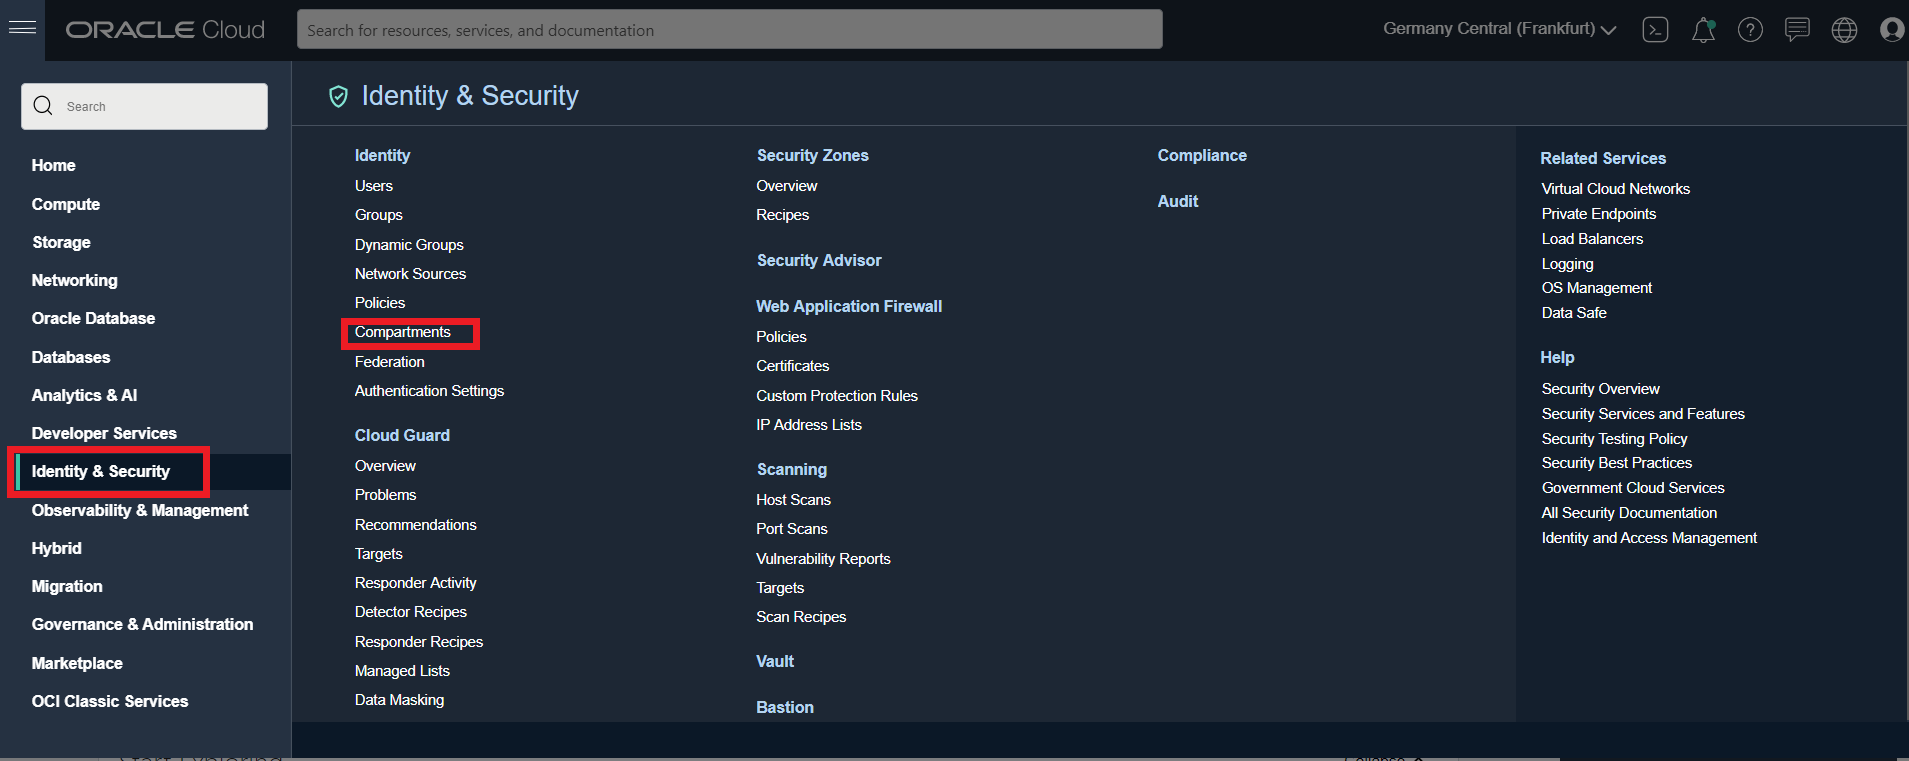 ORACLE Cloud
Search for resources, services, and documentation
Germany Central (Frankfurt)
Search
Home
Compute
Storage
Networking
Oracle Database
Databases
Analytics & AI
Developer Services
Identity & Security
Observability & Management
Hybrid
Migration
Governance & Administration
Marketplace
OCI Classic Services
Identity & Security
Identity
Users
Groups
Dynamic Groups
Network Sources
Policies
Compartments
Federation
Authentication Settings
Cloud Guard
Overview
Problems
Recommendations
Targets
Responder Activity
Detector Recipes
Responder Recipes
Managed Lists
Data Masking
Security Zones
Overview
Recipes
Security Advisor
Web Application Firewall
Policies
Certificates
Custom Protection Rules
IP Address Lists
Scanning
Host Scans
Port Scans
Vulnerability Reports
Targets
Scan Recipes
Vault
Bastion
Compliance
Audit
Related Services
Virtual Cloud Networks
Private Endpoints
Load Balancers
Logging
OS Management
Data Safe
Help
Security Overview
Security Services and Features
Security Testing Policy
Security Best Practices
Government Cloud Services
All Security Documentation
Identity and Access Management